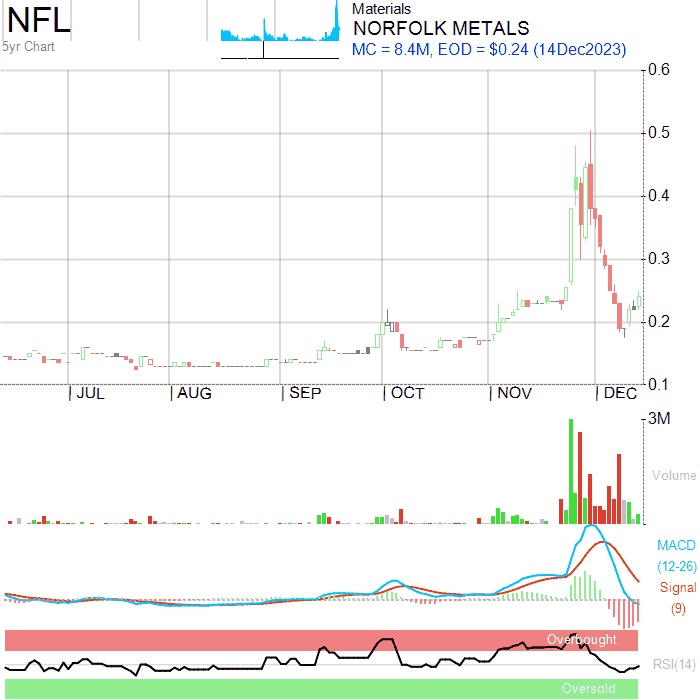 NFL
5yr Chart
Materials
NORFOLK METALS
MC = 8.4M, EOD = $0.24 (14Dec2023)
0.6
0.5
0.4
0.3
0.2
0.1
JUL
AUG
SEP
OCT
NOV
DEC
3M
Volume
MACD
(12-26)
Signal
(9)
Overbought
RSI(14)
Oversold